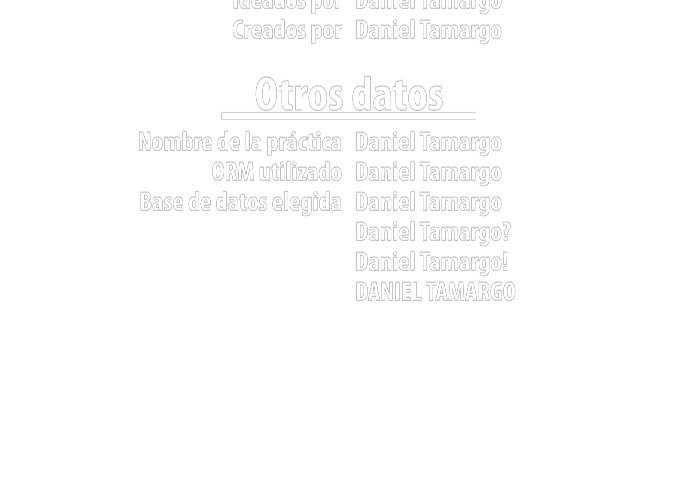 Ideados por Daniel Tamargo
Creados por Daniel Tamargo
Otros datos
Nombre de la práctica Daniel Tamargo
ORM utilizado Daniel Tamargo
Base de datos elegida Daniel Tamargo
Daniel Tamargo?
Daniel Tamargo!
DANIEL TAMARGO